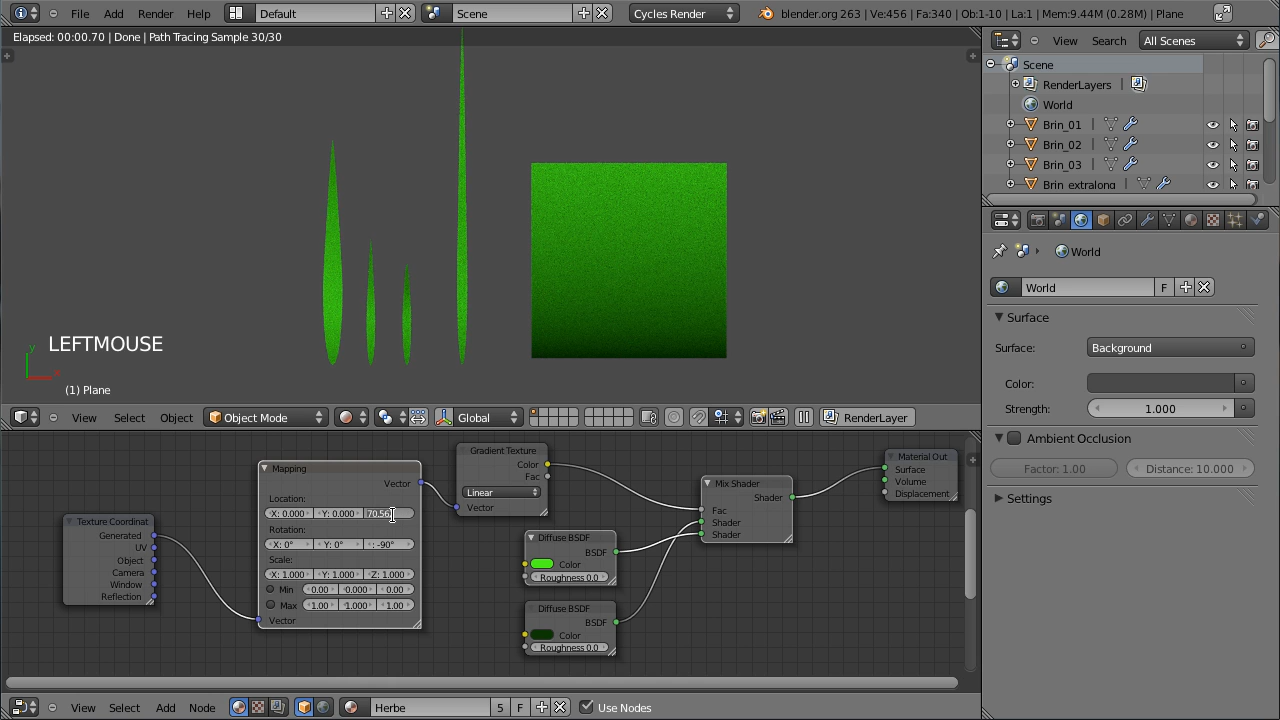 File Add Render Help Default Scene Cycles Render blender.org 263 | Ve:456 | Fa:340 | Ob:1-10 | La:1 | Mem:9.44M (0.28M) | Plane
Elapsed: 00:00.70 | Done | Path Tracing Sample 30/30
View Search All Scenes
Scene
RenderLayers |
World
Brin_01 |
Brin_02 |
Brin_03 |
Brin_extralong |
LEFTMOUSE
y
x
(1) Plane
View Select Object Object Mode Global RenderLayer
World
World F
Surface
Surface: Background
Color:
Strength: 1.000
Ambient Occlusion
Factor: 1.00 Distance: 10.000
Settings
Texture Coordinat
Generated
UV
Object
Camera
Window
Reflection
Mapping
Vector
Location:
X: 0.000 Y: 0.000 70.562
Rotation:
X: 0° Y: 0° : -90°
Scale:
X: 1.000 Y: 1.000 Z: 1.000
Min 0.00 0.000 0.00
Max 1.00 1.000 1.00
Vector
Gradient Texture
Color
Fac
Linear
Vector
Diffuse BSDF
BSDF
Color
Roughness 0.0
Diffuse BSDF
BSDF
Color
Roughness 0.0
Mix Shader
Shader
Fac
Shader
Shader
Material Out
Surface
Volume
Displacement
View Select Add Node Herbe 5 F Use Nodes